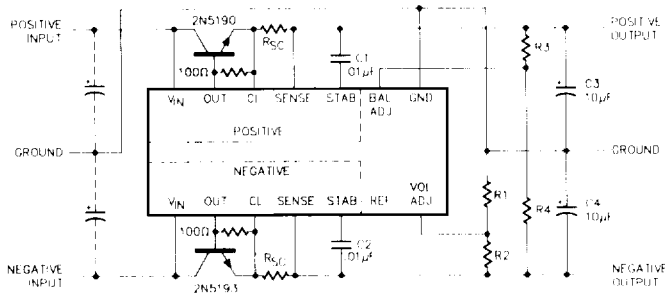 POSITIVE
INPUT
2N5190
RSC
100Ω
C1
.01µF
R3
POSITIVE
OUTPUT
C3
10µF
VIN
OUT
CL
SENSE
STAB
BAL
ADJ
GND
POSITIVE
GROUND
GROUND
NEGATIVE
VIN
OUT
CL
SENSE
STAB
REF
VOL
ADJ
R1
R2
R4
C4
10µF
100Ω
RSC
C2
.01µF
NEGATIVE
INPUT
2N5193
NEGATIVE
OUTPUT